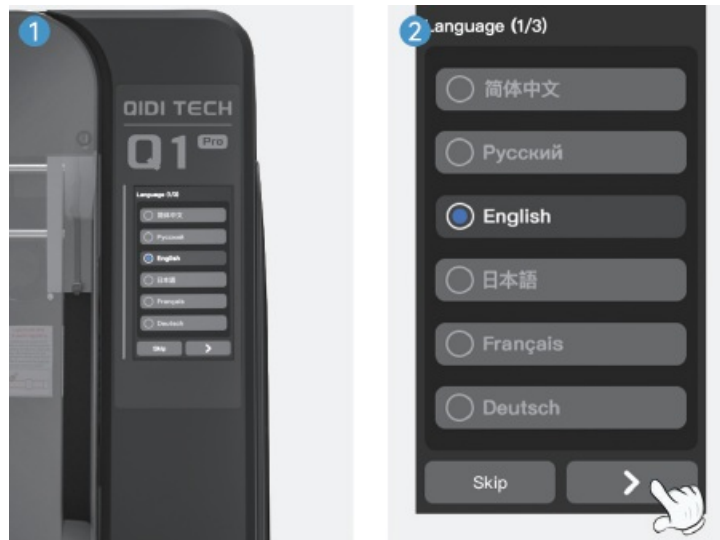 1
QIDI TECH
Q1 Pro
Language (1/3)
简体中文
Русский
English
日本語
Français
Deutsch
Skip
>
2
Language (1/3)
简体中文
Русский
English
日本語
Français
Deutsch
Skip
>